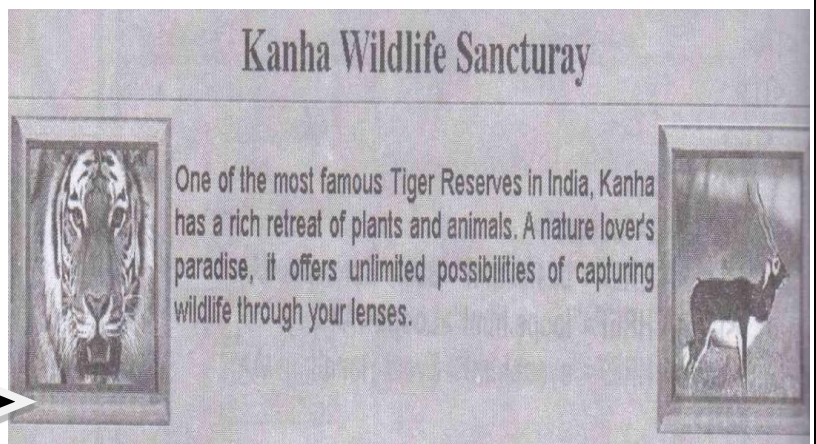 Kanha Wildlife Sancturay
One of the most famous Tiger Reserves in India, Kanha
has a rich retreat of plants and animals. A nature lover's
paradise, it offers unlimited possibilities of capturing
wildlife through your lenses.